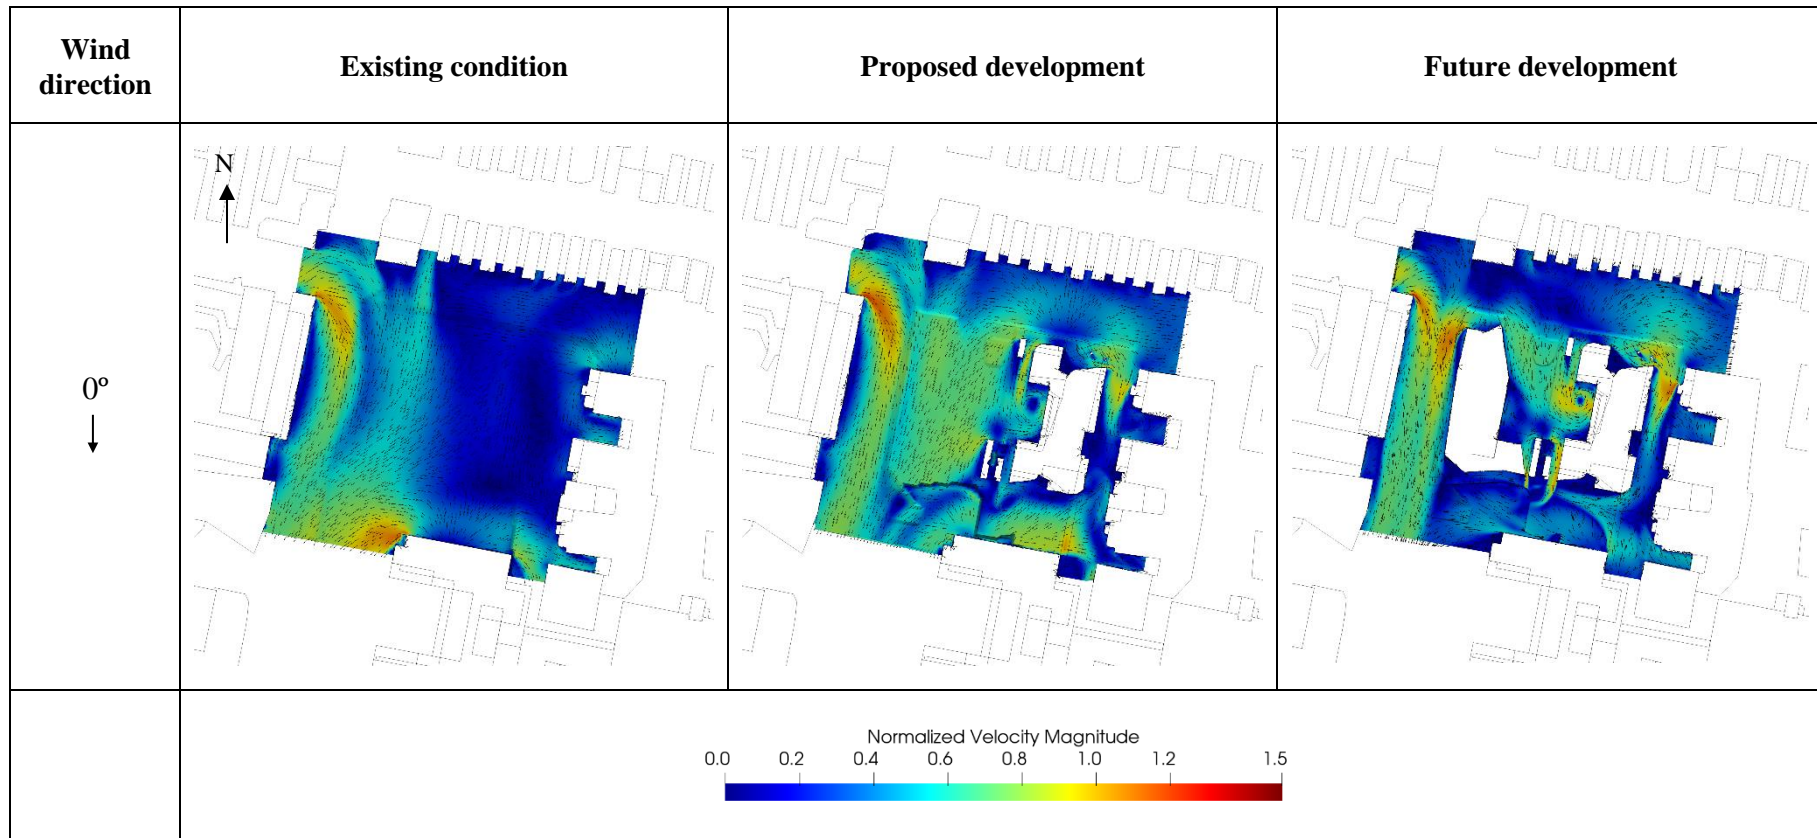 Wind
direction
Existing condition
Proposed development
Future development
N
0º
Normalized Velocity Magnitude
0.0 0.2 0.4 0.6 0.8 1.0 1.2 1.5